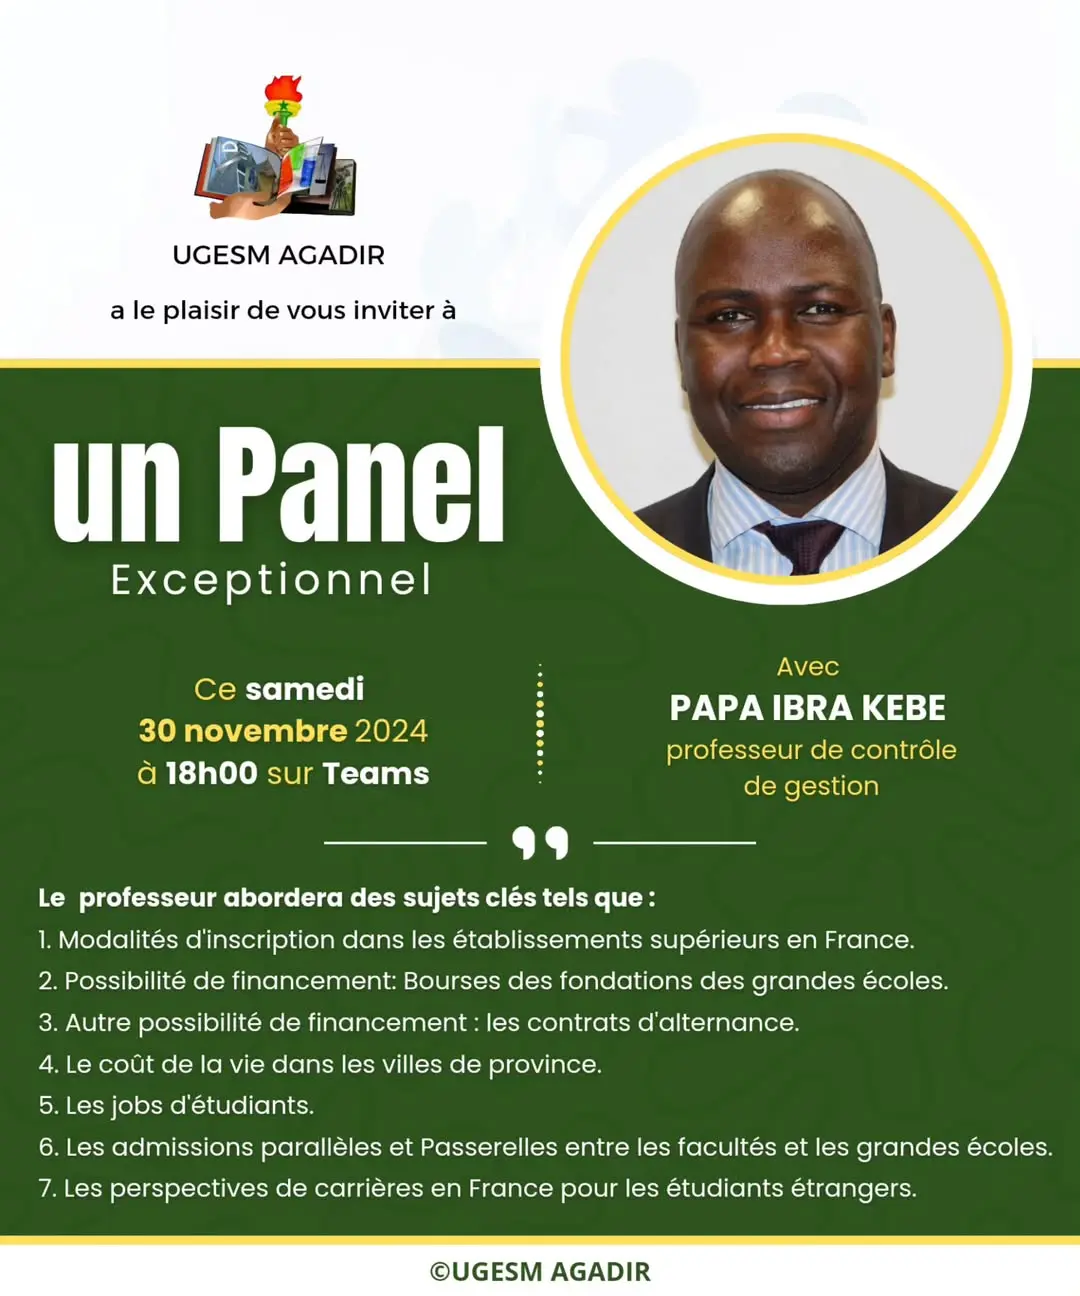 UGESM AGADIR
a le plaisir de vous inviter à
un Panel
Exceptionnel
Ce samedi
30 novembre 2024
à 18h00 sur Teams
Avec
PAPA IBRA KEBE
professeur de contrôle
de gestion
Le professeur abordera des sujets clés tels que :
1. Modalités d'inscription dans les établissements supérieurs en France.
2. Possibilité de financement: Bourses des fondations des grandes écoles.
3. Autre possibilité de financement : les contrats d'alternance.
4. Le coût de la vie dans les villes de province.
5. Les jobs d'étudiants.
6. Les admissions parallèles et Passerelles entre les facultés et les grandes écoles.
7. Les perspectives de carrières en France pour les étudiants étrangers.
©UGESM AGADIR